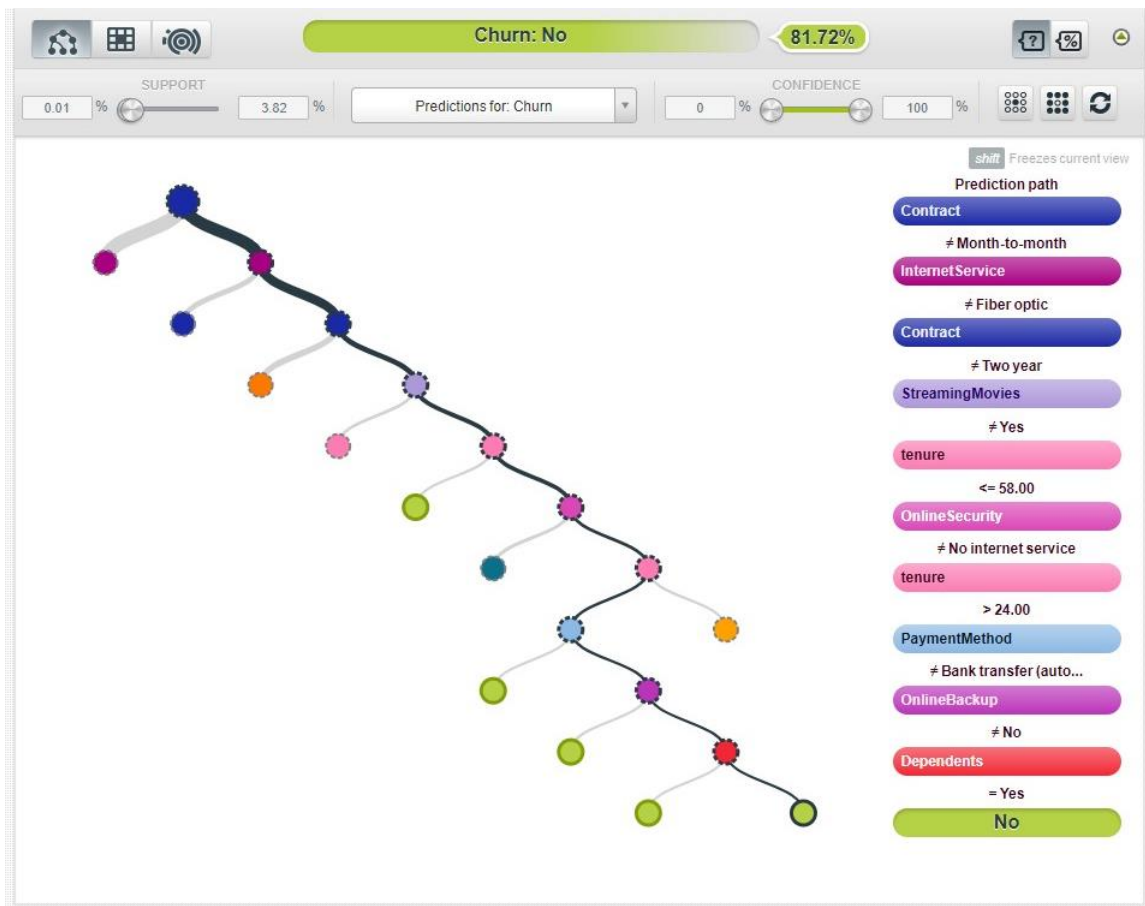 Churn: No
81.72%
? %
SUPPORT
CONFIDENCE
0.01 % 3.82 % Predictions for: Churn 0 % 100 %
shift Freezes current view
Prediction path
Contract
≠ Month-to-month
InternetService
≠ Fiber optic
Contract
≠ Two year
StreamingMovies
≠ Yes
tenure
<= 58.00
OnlineSecurity
≠ No internet service
tenure
> 24.00
PaymentMethod
≠ Bank transfer (auto...
OnlineBackup
≠ No
Dependents
= Yes
No